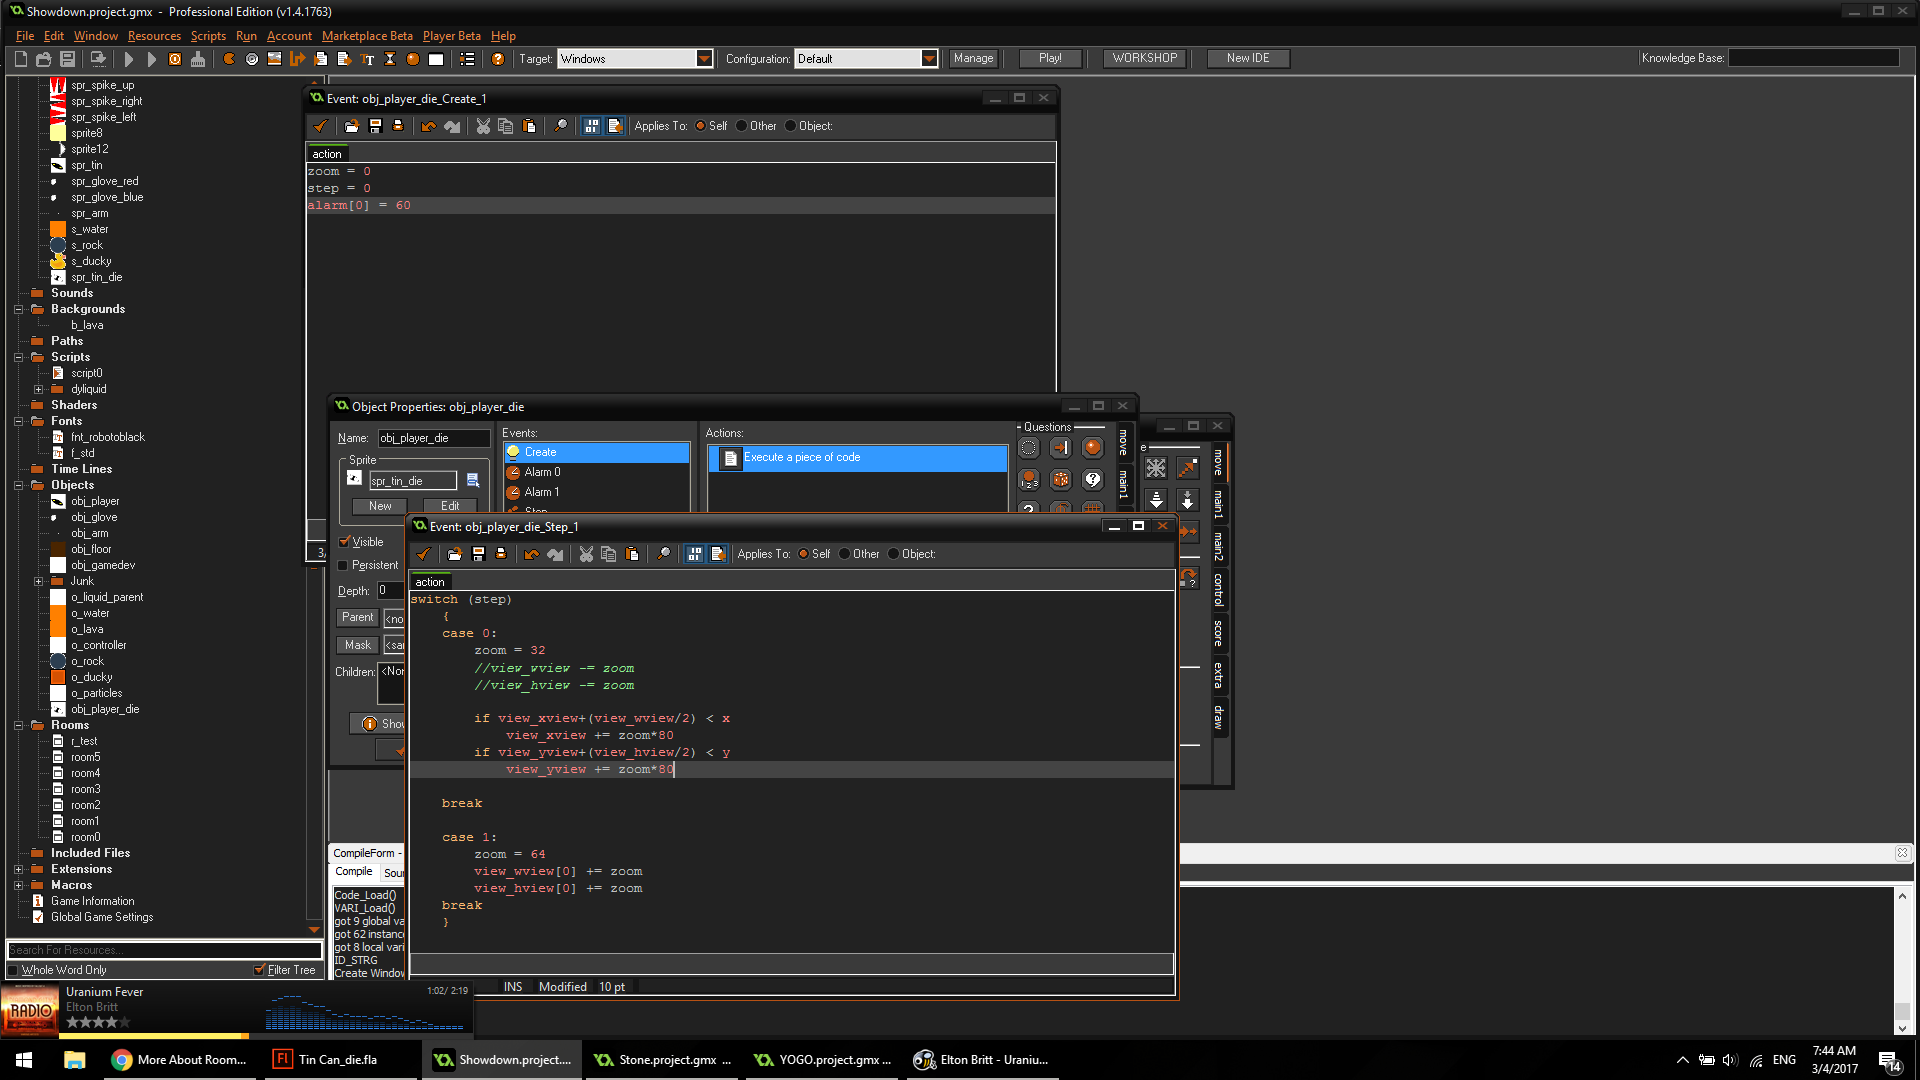 Showdown.project.gmx - Professional Edition (v1.4.1763)
File Edit Window Resources Scripts Run Account Marketplace Beta Player Beta Help
Target: Windows Configuration: Default Manage Play! WORKSHOP New IDE Knowledge Base:
spr_spike_up
spr_spike_right
spr_spike_left
sprite8
sprite12
spr_tin
spr_glove_red
spr_glove_blue
spr_arm
s_water
s_rock
s_ducky
spr_tin_die
Sounds
Backgrounds
b_lava
Paths
Scripts
script0
dyliquid
Shaders
Fonts
fnt_robotoblack
f_std
Time Lines
Objects
obj_player
obj_glove
obj_arm
obj_floor
obj_gamedev
Junk
o_liquid_parent
o_water
o_lava
o_controller
o_rock
o_ducky
o_particles
obj_player_die
Rooms
r_test
room5
room4
room3
room2
room1
room0
Included Files
Extensions
Macros
Game Information
Global Game Settings
Search For Resources...
Whole Word Only Filter Tree
Event: obj_player_die_Create_1
Applies To: Self Other Object:
action
zoom = 0
step = 0
alarm[0] = 60
3/
Object Properties: obj_player_die
Name: obj_player_die
Sprite
spr_tin_die
New Edit
Visible
Persistent
Depth: 0
Parent <no
Mask <sa
Children: <Non
Show
Events:
Create
Alarm 0
Alarm 1
Step
Actions:
Execute a piece of code
Questions
move
main1
move
main1
main2
control
score
extra
draw
Event: obj_player_die_Step_1
Applies To: Self Other Object:
action
switch (step)
{
case 0:
zoom = 32
//view_wview -= zoom
//view_hview -= zoom
if view_xview+(view_wview/2) < x
view_xview += zoom*80
if view_yview+(view_hview/2) < y
view_yview += zoom*80
break
case 1:
zoom = 64
view_wview[0] += zoom
view_hview[0] += zoom
break
}
INS Modified 10 pt
CompileForm -
Compile Sour
Code_Load()
VARI_Load()
got 9 global va
got 62 instance
got 8 local vari
ID_STRG
Create Window
RADIO
Uranium Fever 1:02/ 2:19
Elton Britt
More About Room... Tin Can_die.fla Showdown.project.... Stone.project.gmx ... YOGO.project.gmx ... Elton Britt - Uraniu...
ENG
7:44 AM
3/4/2017
14